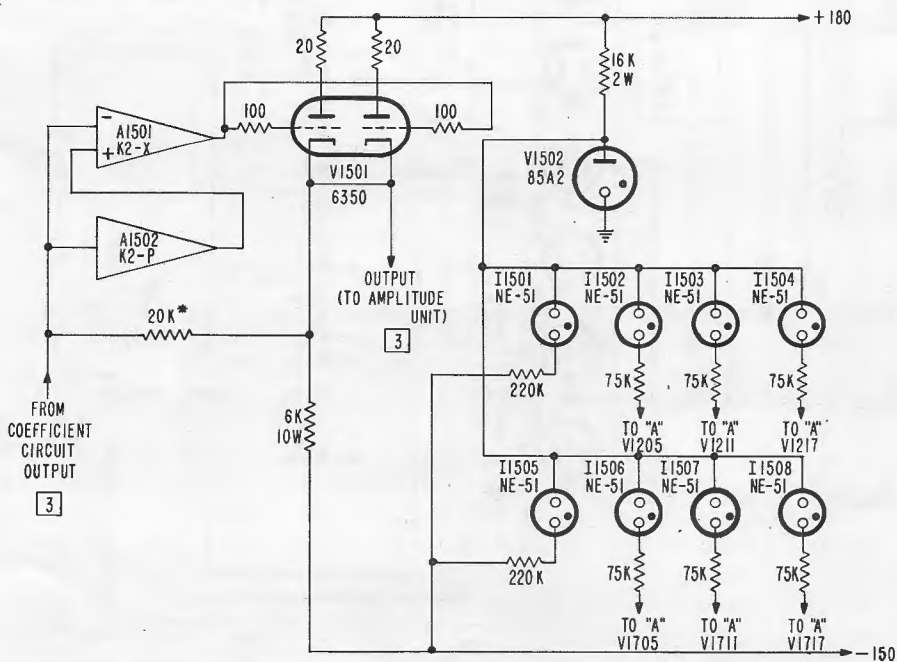 +180
20
20
16K
2W
100
100
-
A1501
K2-X
+
V1501
6350
V1502
85A2
A1502
K2-P
OUTPUT
(TO AMPLITUDE
UNIT)
3
I1501
NE-51
I1502
NE-51
I1503
NE-51
I1504
NE-51
20K*
220K
75K
75K
75K
FROM
COEFFICIENT
CIRCUIT
OUTPUT
3
6K
10W
TO "A"
V1205
TO "A"
V1211
TO "A"
V1217
I1505
NE-51
I1506
NE-51
I1507
NE-51
I1508
NE-51
220K
75K
75K
75K
TO "A"
V1705
TO "A"
V1711
TO "A"
V1717
-150